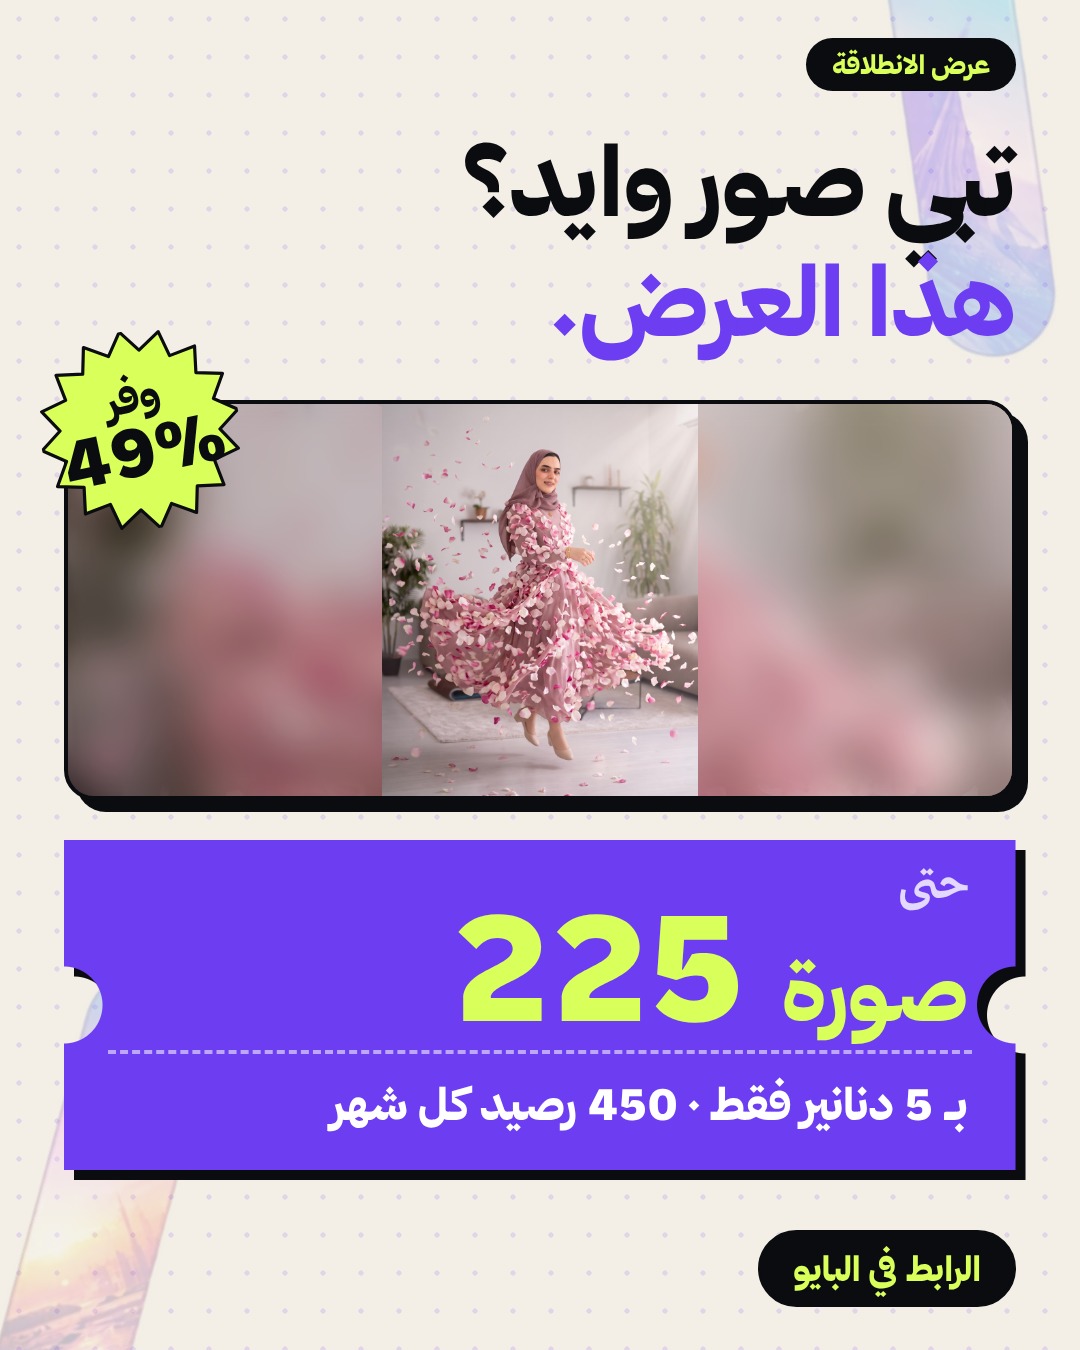 عرض الانطلاقة
تبي صور وايد؟
هذا العرض.
وفر
49%
حتى
225 صورة
بـ 5 دنانير فقط · 450 رصيد كل شهر
الرابط في البايو